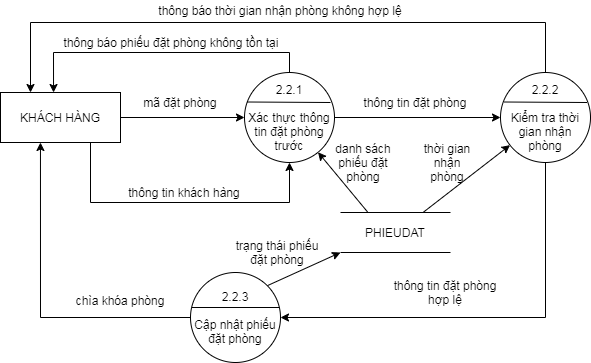 thông báo thời gian nhận phòng không hợp lệ
thông báo phiếu đặt phòng không tồn tại
KHÁCH HÀNG
mã đặt phòng
2.2.1
Xác thực thông
tin đặt phòng
trước
thông tin đặt phòng
2.2.2
Kiểm tra thời
gian nhận
phòng
thông tin khách hàng
danh sách
phiếu đặt
phòng
thời gian
nhận
phòng
PHIEUDAT
trạng thái phiếu
đặt phòng
thông tin đặt phòng
hợp lệ
chìa khóa phòng
2.2.3
Cập nhật phiếu
đặt phòng